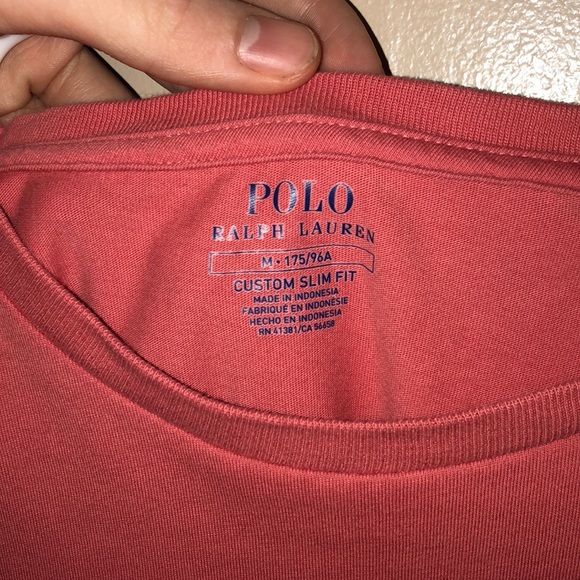 POLO
RALPH LAUREN
M • 175/96A
CUSTOM SLIM FIT
MADE IN INDONESIA
FABRIQUÉ EN INDONÉSIE
HECHO EN INDONESIA
RN 41381/CA 56658